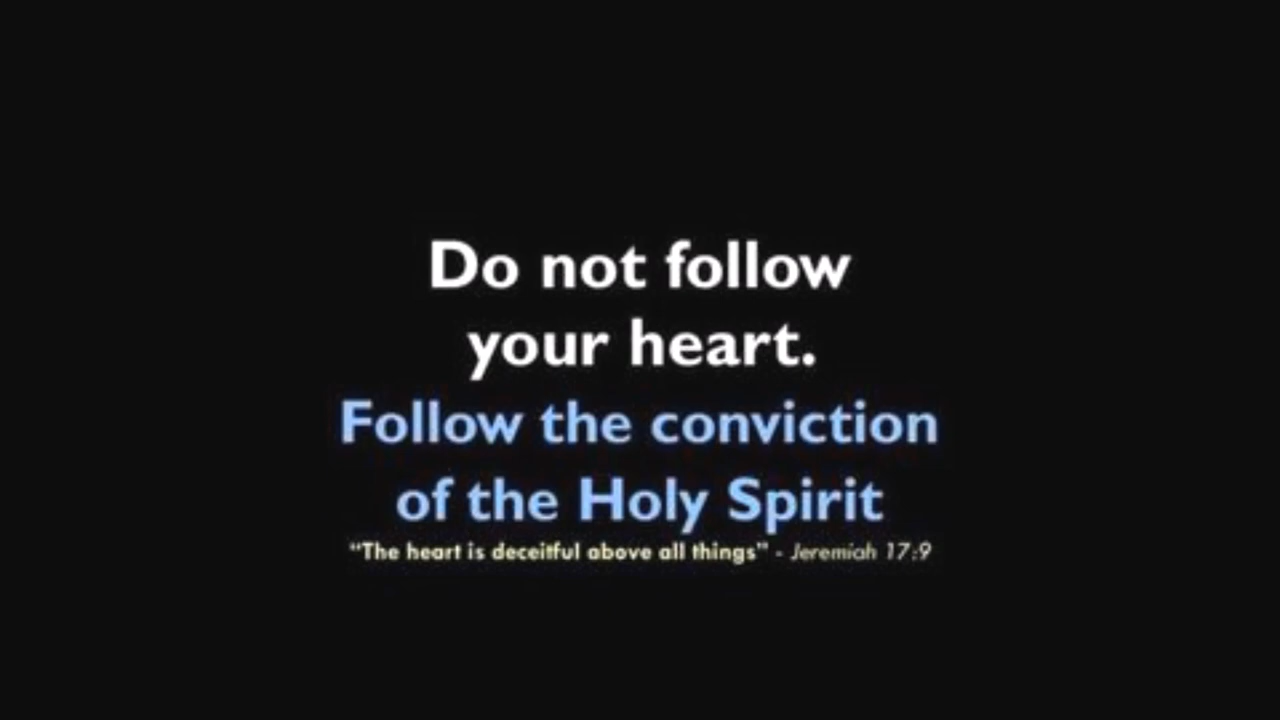 Do not follow
your heart.
Follow the conviction
of the Holy Spirit
“The heart is deceitful above all things” - Jeremiah 17:9